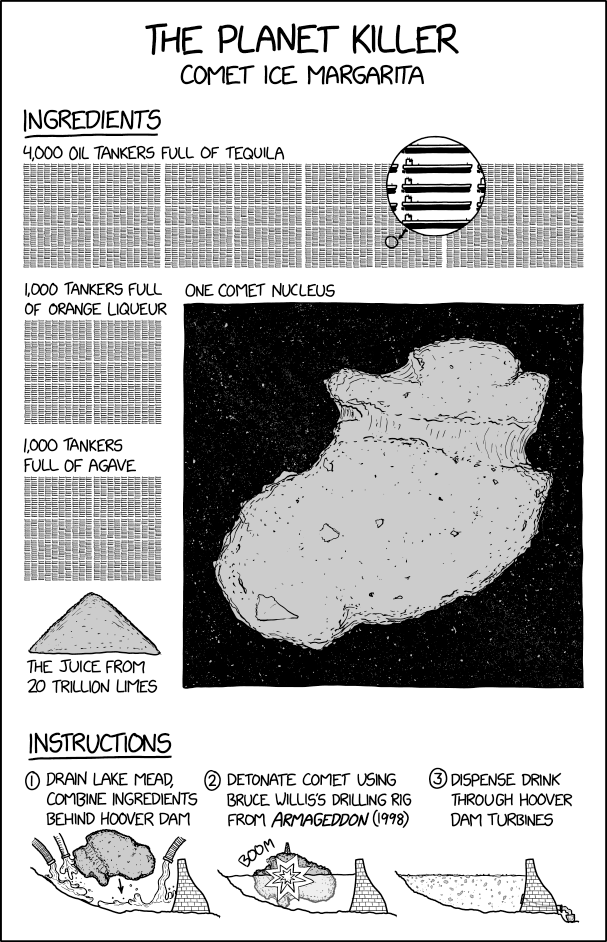 THE PLANET KILLER
COMET ICE MARGARITA
INGREDIENTS
4,000 OIL TANKERS FULL OF TEQUILA
1,000 TANKERS FULL
OF ORANGE LIQUEUR
ONE COMET NUCLEUS
1,000 TANKERS
FULL OF AGAVE
THE JUICE FROM
20 TRILLION LIMES
INSTRUCTIONS
1 DRAIN LAKE MEAD,
COMBINE INGREDIENTS
BEHIND HOOVER DAM
2 DETONATE COMET USING
BRUCE WILLIS'S DRILLING RIG
FROM ARMAGEDDON (1998)
3 DISPENSE DRINK
THROUGH HOOVER
DAM TURBINES
BOOM